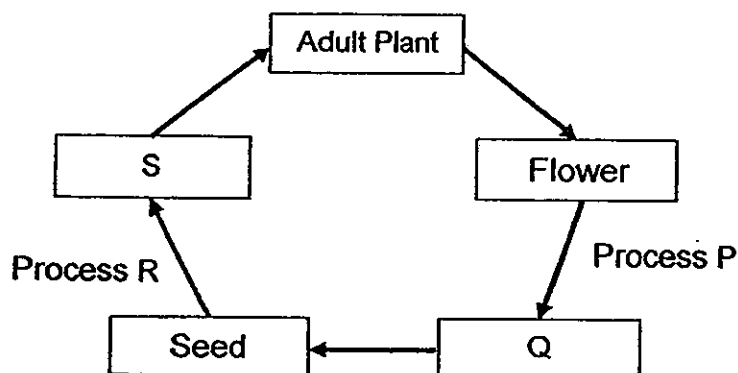 Adult Plant
S
Flower
Process R
Process P
Seed
Q